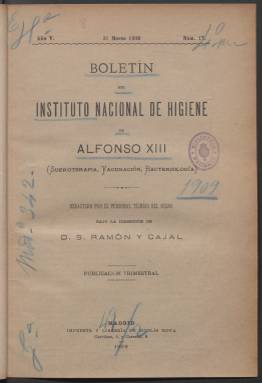 Año V. 31 Marzo 1909 Núm. 17.
BOLETÍN
DEL
INSTITUTO NACIONAL DE HIGIENE
DE
ALFONSO XIII
(SUEROTERAPIA, VACUNACIÓN, BACTERIOLOGÍA)
1909
REDACTADO POR EL PERSONAL TÉCNICO DEL MISMO
BAJO LA DIRECCIÓN DE
D. S. RAMÓN Y CAJAL
PUBLICACIÓN TRIMESTRAL
MADRID
IMPRENTA Y LIBRERÍA DE NICOLÁS MOYA
1909